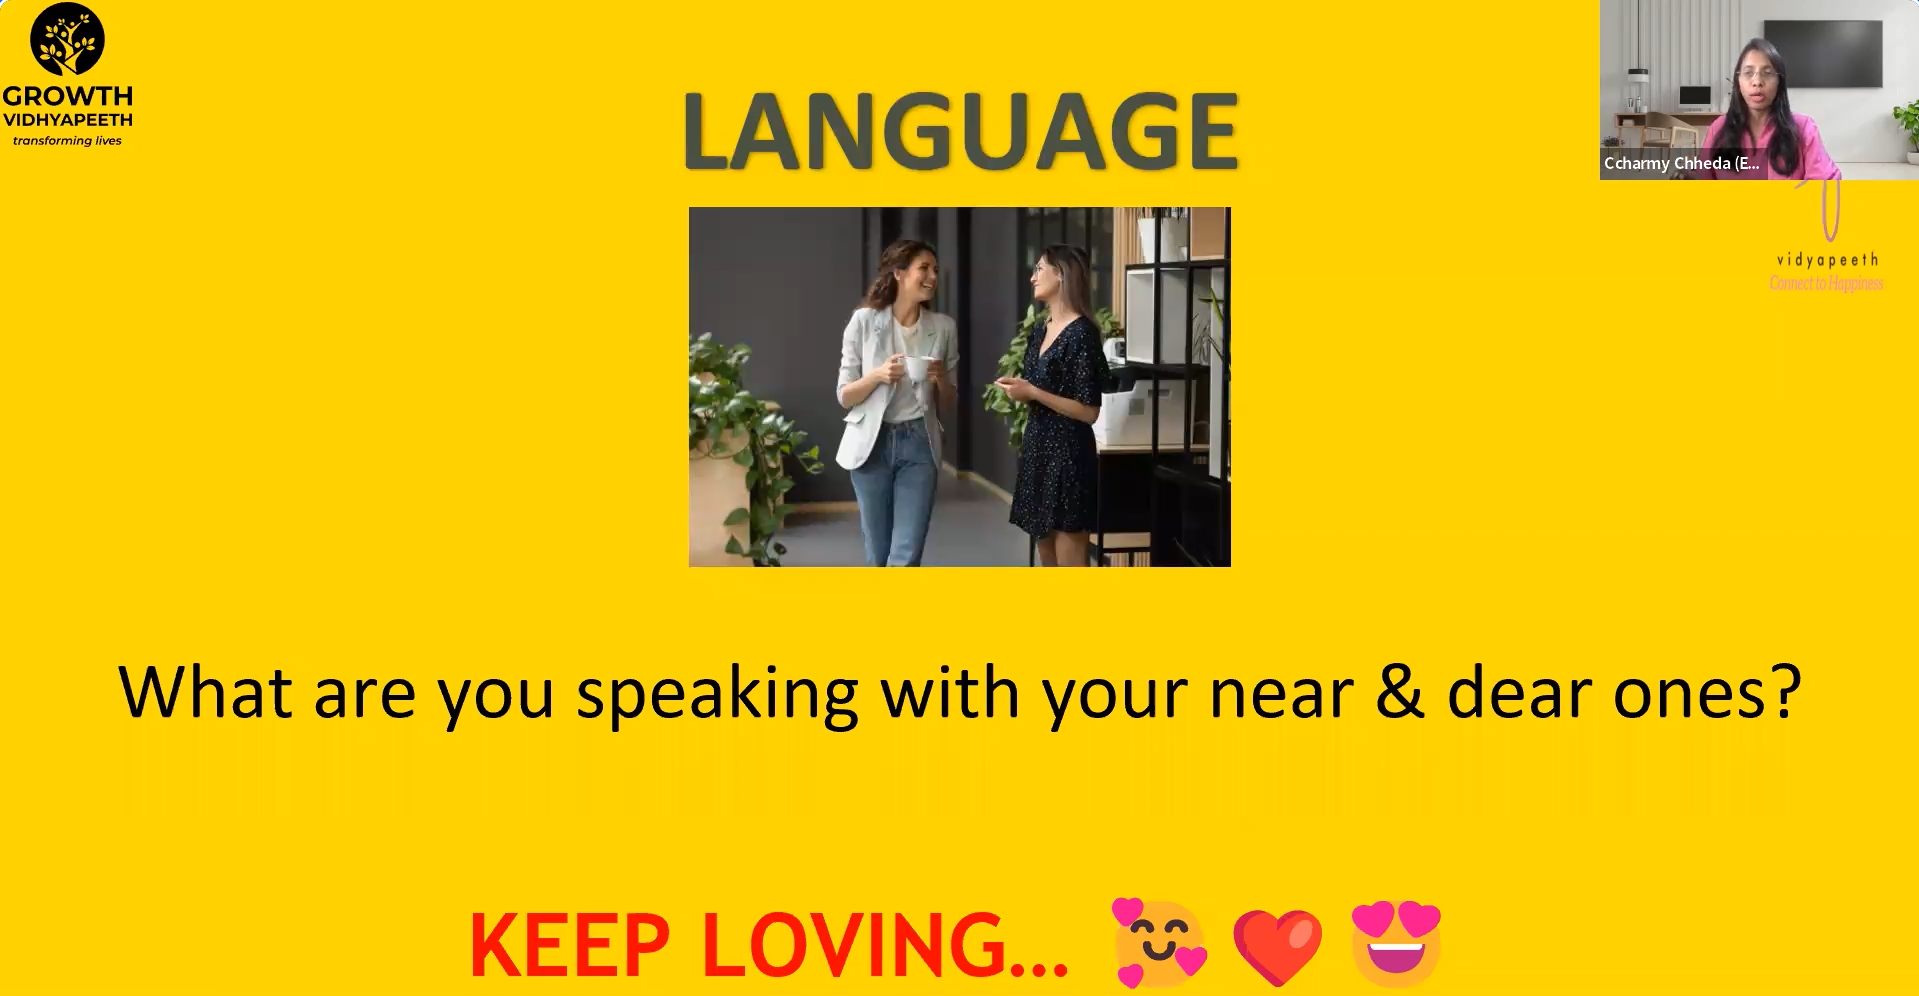 GROWTH
VIDHYAPEETH
transforming lives
LANGUAGE
Ccharmy Chheda (E...
vidyapeeth
Connect to Happiness
What are you speaking with your near & dear ones?
KEEP LOVING...